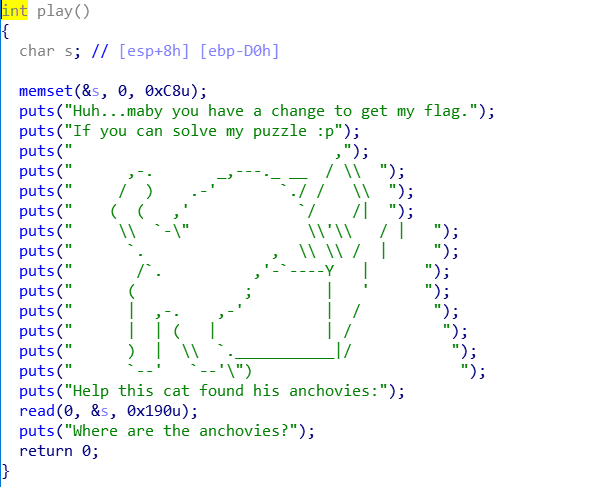 int play()
{
  char s; // [esp+8h] [ebp-D0h]

  memset(&s, 0, 0xC8u);
  puts("Huh...maby you have a change to get my flag.");
  puts("If you can solve my puzzle :p");
  puts("                             ,");
  puts("      ,-.       _,---._ __  / \\  ");
  puts("     /  )    .-'       `./ /   \\  ");
  puts("    (  (   ,'            `/    /|  ");
  puts("     \\  `-\"             \\'\\   / |   ");
  puts("      `.              ,  \\ \\ /  |     ");
  puts("       /`.          ,'-`----Y   |      ");
  puts("      (            ;        |   '      ");
  puts("      |  ,-.    ,-'         |  /        ");
  puts("      |  | (   |            | /          ");
  puts("      )  |  \\  `.___________|/           ");
  puts("      `--'   `--'\")                       ");
  puts("Help this cat found his anchovies:");
  read(0, &s, 0x190u);
  puts("Where are the anchovies?");
  return 0;
}